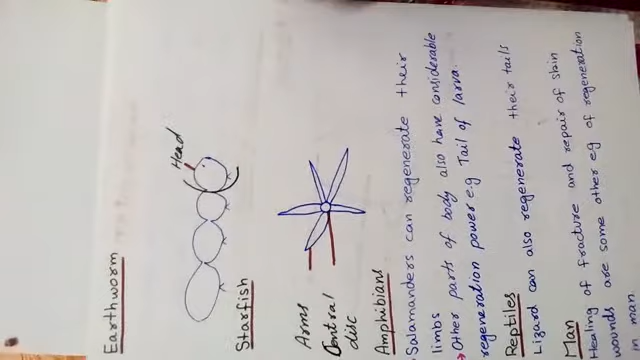 Earthworm
Head
Starfish
Arms
Central
disc
Amphibians
Salamanders can regenerate their
limbs
→ Other parts of body also have considerable
regeneration power e.g Tail of larva.
Reptiles
Lizard can also regenerate their tails
Man
Healing of fracture and repair of skin
wounds are some other eg of regeneration
in man.